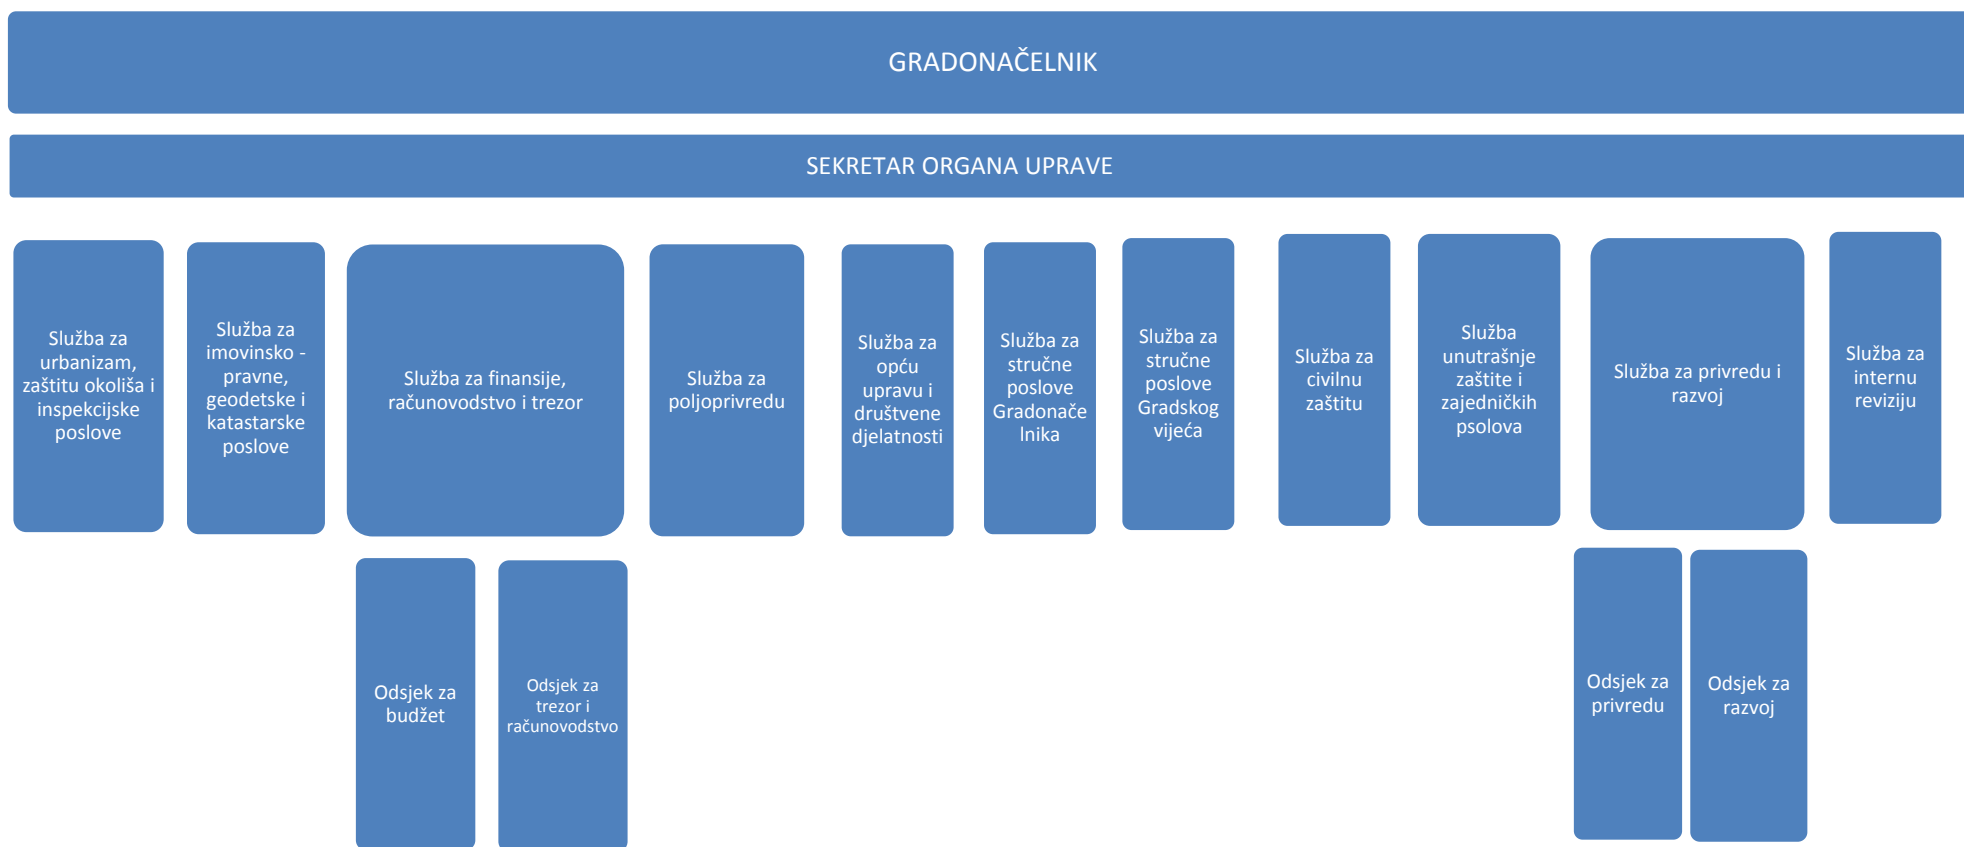 GRADONAČELNIK
SEKRETAR ORGANA UPRAVE
Služba za
urbanizam,
zaštitu okoliša i
inspekcijske
poslove
Služba za
imovinsko -
pravne,
geodetske i
katastarske
poslove
Služba za finansije,
računovodstvo i trezor
Služba za
poljoprivredu
Služba za
opću
upravu i
društvene
djelatnosti
Služba za
stručne
poslove
Gradonače
lnika
Služba za
stručne
poslove
Gradskog
vijeća
Služba za
civilnu
zaštitu
Služba
unutrašnje
zaštite i
zajedničkih
psolova
Služba za privredu i
razvoj
Služba za
internu
reviziju
Odsjek za
budžet
Odsjek za
trezor i
računovodstvo
Odsjek za
privredu
Odsjek za
razvoj